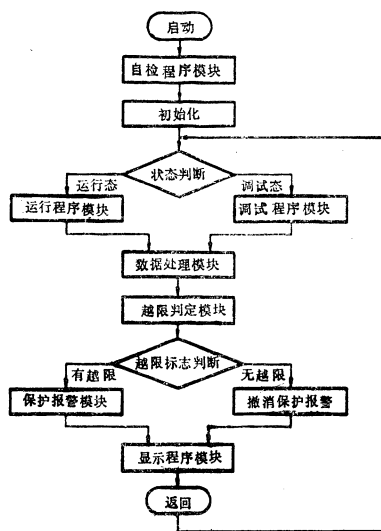 启动
自检程序模块
初始化
状态判断
运行态
调试态
运行程序模块
调试程序模块
数据处理模块
越限判定模块
越限标志判断
有越限
无越限
保护报警模块
撤消保护报警
显示程序模块
返回